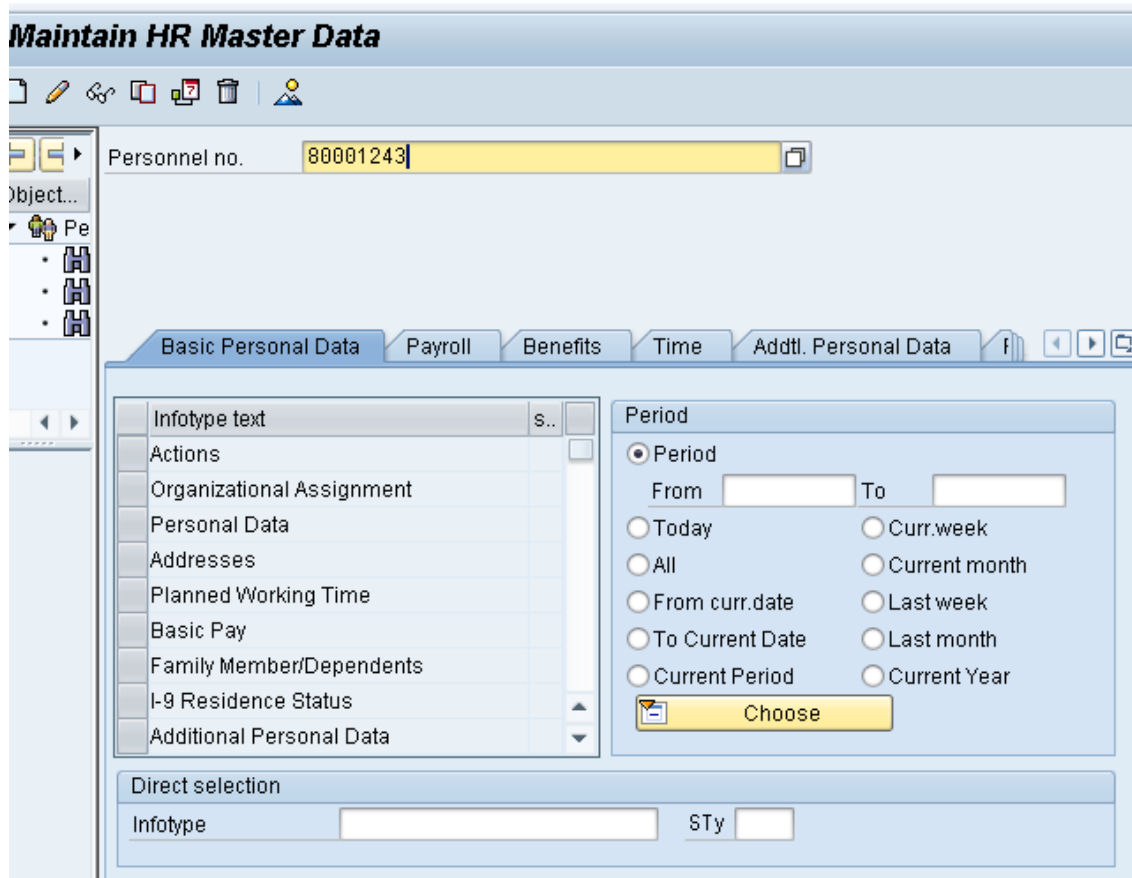 Maintain HR Master Data
Personnel no. 80001243
Object...
Pe
Basic Personal Data Payroll Benefits Time Addtl. Personal Data
Infotype text s..
Actions
Organizational Assignment
Personal Data
Addresses
Planned Working Time
Basic Pay
Family Member/Dependents
I-9 Residence Status
Additional Personal Data
Period
Period
From To
Today Curr.week
All Current month
From curr.date Last week
To Current Date Last month
Current Period Current Year
Choose
Direct selection
Infotype STy